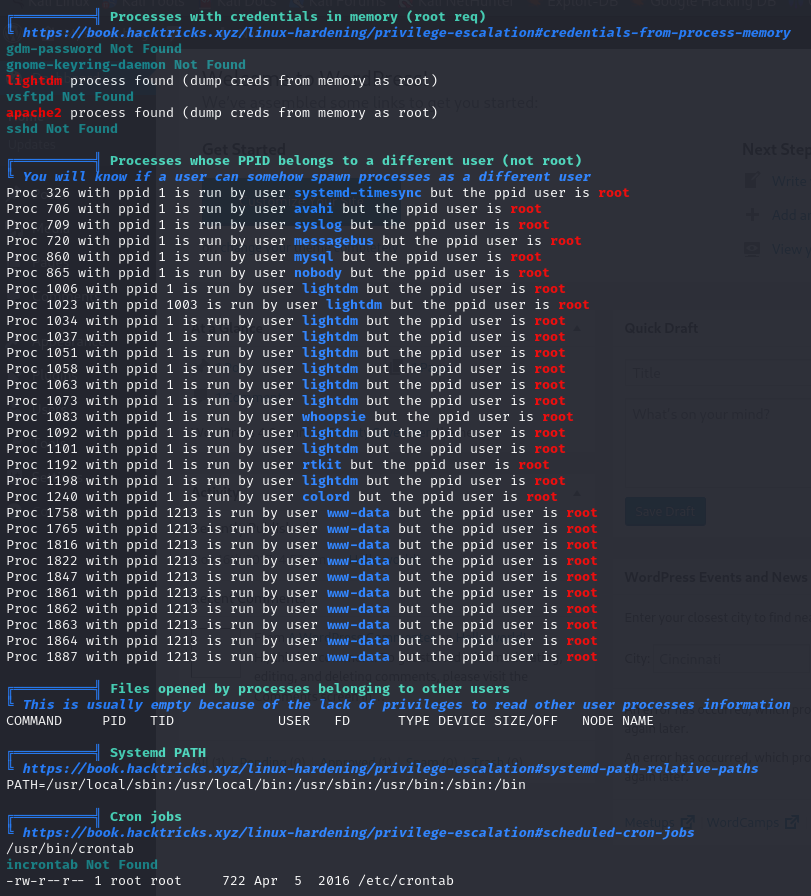 Processes with credentials in memory (root req)
https://book.hacktricks.xyz/linux-hardening/privilege-escalation#credentials-from-process-memory
gdm-password Not Found
gnome-keyring-daemon Not Found
lightdm process found (dump creds from memory as root)
vsftpd Not Found
apache2 process found (dump creds from memory as root)
sshd Not Found
Processes whose PPID belongs to a different user (not root)
You will know if a user can somehow spawn processes as a different user
Proc 326 with ppid 1 is run by user systemd-timesync but the ppid user is root
Proc 706 with ppid 1 is run by user avahi but the ppid user is root
Proc 709 with ppid 1 is run by user syslog but the ppid user is root
Proc 720 with ppid 1 is run by user messagebus but the ppid user is root
Proc 860 with ppid 1 is run by user mysql but the ppid user is root
Proc 865 with ppid 1 is run by user nobody but the ppid user is root
Proc 1006 with ppid 1 is run by user lightdm but the ppid user is root
Proc 1023 with ppid 1003 is run by user lightdm but the ppid user is root
Proc 1034 with ppid 1 is run by user lightdm but the ppid user is root
Proc 1037 with ppid 1 is run by user lightdm but the ppid user is root
Proc 1051 with ppid 1 is run by user lightdm but the ppid user is root
Proc 1058 with ppid 1 is run by user lightdm but the ppid user is root
Proc 1063 with ppid 1 is run by user lightdm but the ppid user is root
Proc 1073 with ppid 1 is run by user lightdm but the ppid user is root
Proc 1083 with ppid 1 is run by user whoopsie but the ppid user is root
Proc 1092 with ppid 1 is run by user lightdm but the ppid user is root
Proc 1101 with ppid 1 is run by user lightdm but the ppid user is root
Proc 1192 with ppid 1 is run by user rtkit but the ppid user is root
Proc 1198 with ppid 1 is run by user lightdm but the ppid user is root
Proc 1240 with ppid 1 is run by user colord but the ppid user is root
Proc 1758 with ppid 1213 is run by user www-data but the ppid user is root
Proc 1765 with ppid 1213 is run by user www-data but the ppid user is root
Proc 1816 with ppid 1213 is run by user www-data but the ppid user is root
Proc 1822 with ppid 1213 is run by user www-data but the ppid user is root
Proc 1847 with ppid 1213 is run by user www-data but the ppid user is root
Proc 1861 with ppid 1213 is run by user www-data but the ppid user is root
Proc 1862 with ppid 1213 is run by user www-data but the ppid user is root
Proc 1863 with ppid 1213 is run by user www-data but the ppid user is root
Proc 1864 with ppid 1213 is run by user www-data but the ppid user is root
Proc 1887 with ppid 1213 is run by user www-data but the ppid user is root
Files opened by processes belonging to other users
This is usually empty because of the lack of privileges to read other user processes information
COMMAND PID TID USER FD TYPE DEVICE SIZE/OFF NODE NAME
Systemd PATH
https://book.hacktricks.xyz/linux-hardening/privilege-escalation#systemd-path-relative-paths
PATH=/usr/local/sbin:/usr/local/bin:/usr/sbin:/usr/bin:/sbin:/bin
Cron jobs
https://book.hacktricks.xyz/linux-hardening/privilege-escalation#scheduled-cron-jobs
/usr/bin/crontab
incrontab Not Found
-rw-r--r-- 1 root root 722 Apr 5 2016 /etc/crontab
Get Started
Next Step
Quick Draft
Title
What's on your mind?
Save Draft
WordPress Events and News
Enter your closest city to find
City: Cincinnati
Meetups
WordCamps